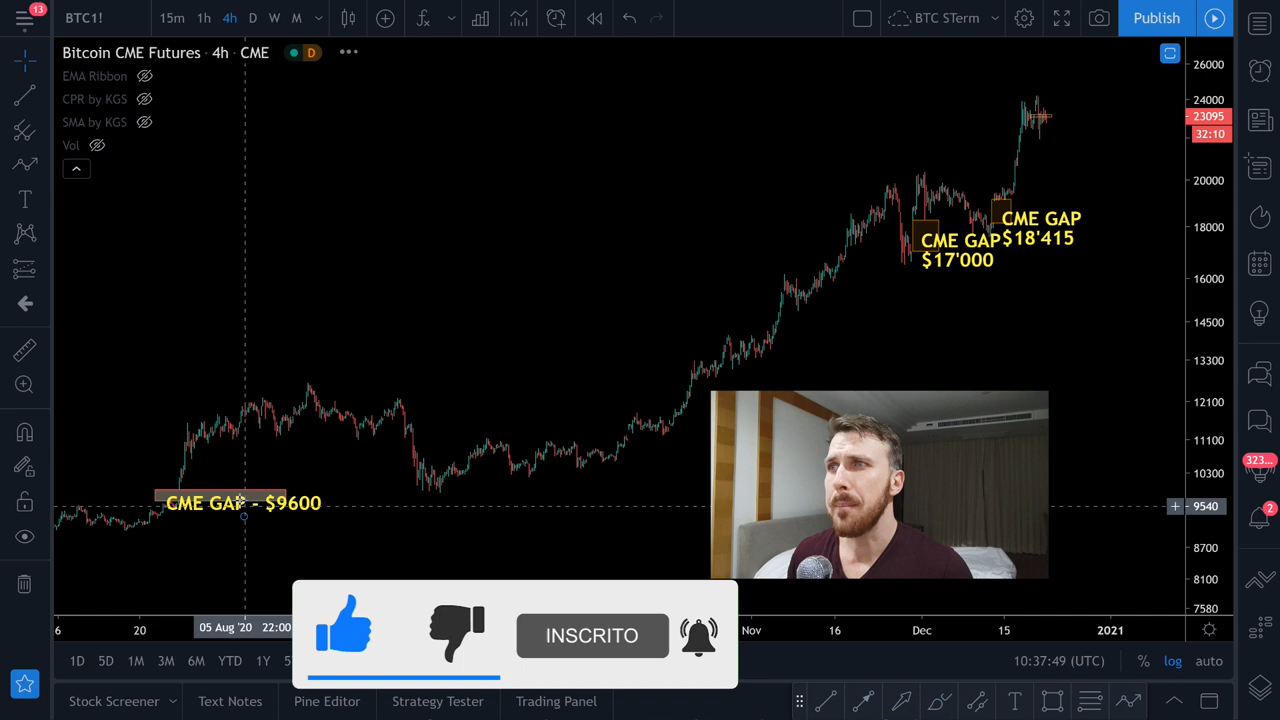 13
BTC1!
15m 1h 4h D W M
BTC STerm
Publish
Bitcoin CME Futures · 4h · CME
D
EMA Ribbon
CPR by KGS
SMA by KGS
Vol
26000
24000
23095
32:10
20000
18000
16000
14500
13300
12100
11100
10300
9540
8700
8100
7580
CME GAP
$18'415
CME GAP
$17'000
CME GAP - $9600
INSCRITO
323...
2
6 20 05 Aug '20 22:00 Nov 16 Dec 15 2021
1D 5D 1M 3M 6M YTD 1Y 5
10:37:49 (UTC) % log auto
Stock Screener Text Notes Pine Editor Strategy Tester Trading Panel